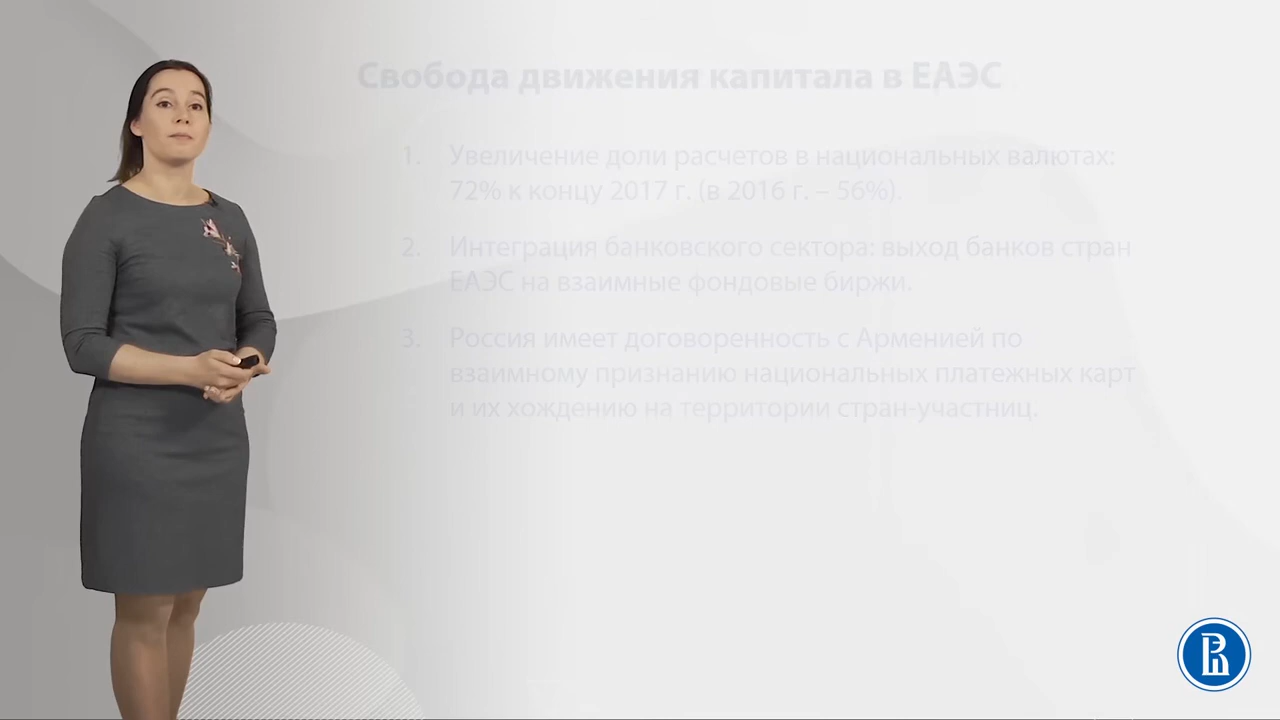 Свобода движения капитала в ЕАЭС
1. Увеличение доли расчетов в национальных валютах:
72% к концу 2017 г. (в 2016 г. – 56%).
2. Интеграция банковского сектора: выход банков стран
ЕАЭС на взаимные фондовые биржи.
3. Россия имеет договоренность с Арменией по
взаимному признанию национальных платежных карт
и их хождению на территории стран-участниц.